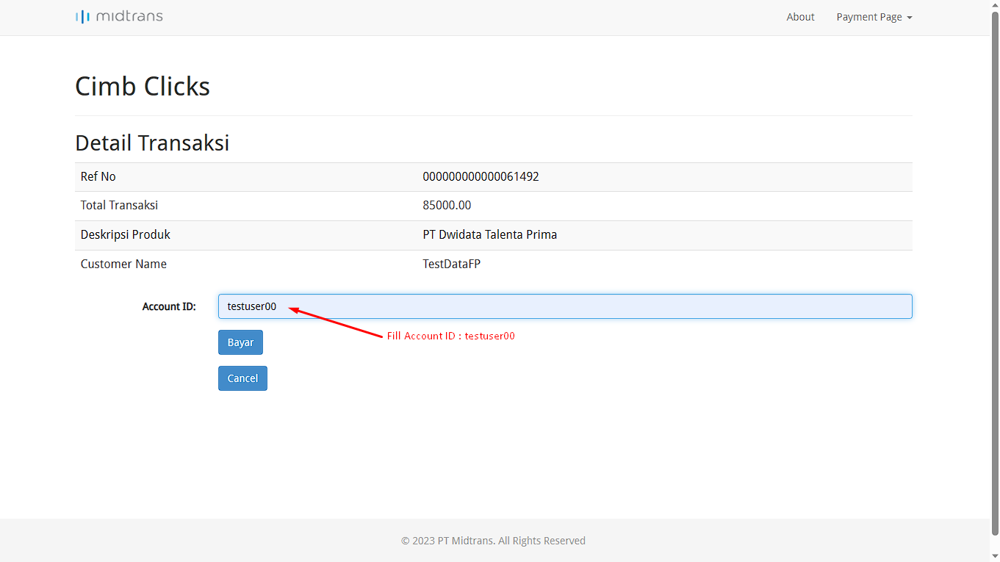 midtrans
About Payment Page
Cimb Clicks
Detail Transaksi
Ref No 000000000000061492
Total Transaksi 85000.00
Deskripsi Produk PT Dwidata Talenta Prima
Customer Name TestDataFP
Account ID: testuser00
Fill Account ID : testuser00
Bayar
Cancel
© 2023 PT Midtrans. All Rights Reserved